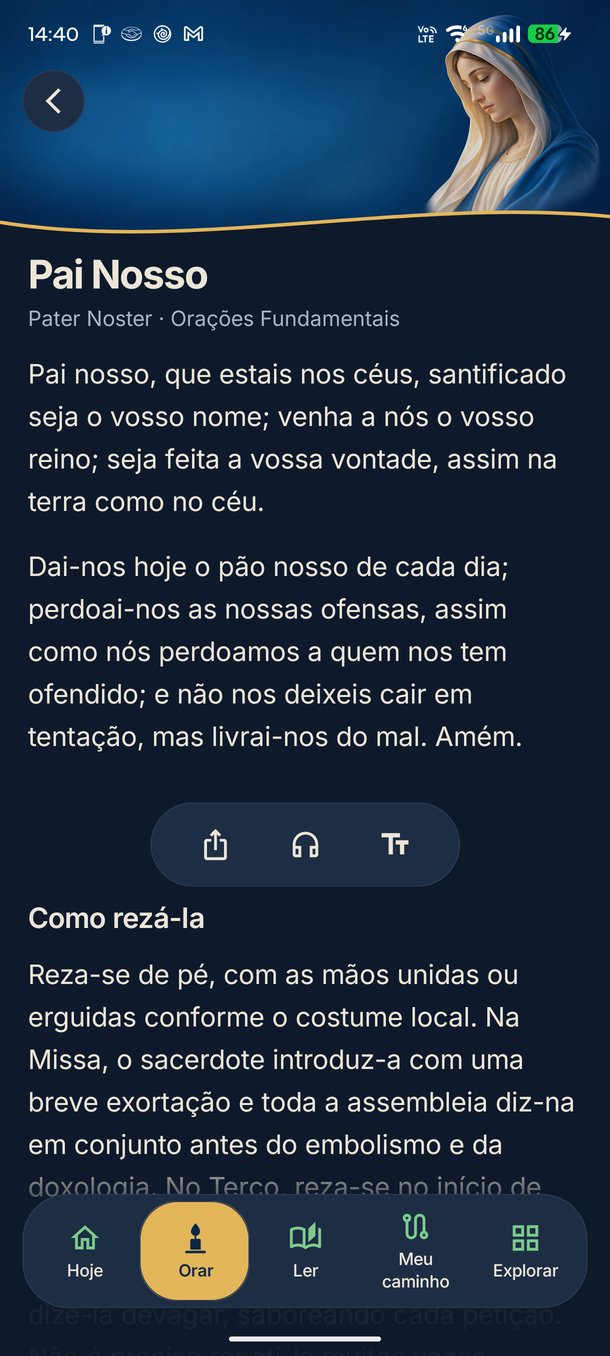 14:40
Vo LTE
5G
86
Pai Nosso
Pater Noster · Orações Fundamentais
Pai nosso, que estais nos céus, santificado
seja o vosso nome; venha a nós o vosso
reino; seja feita a vossa vontade, assim na
terra como no céu.
Dai-nos hoje o pão nosso de cada dia;
perdoai-nos as nossas ofensas, assim
como nós perdoamos a quem nos tem
ofendido; e não nos deixeis cair em
tentação, mas livrai-nos do mal. Amém.
Como rezá-la
Reza-se de pé, com as mãos unidas ou
erguidas conforme o costume local. Na
Missa, o sacerdote introduz-a com uma
breve exortação e toda a assembleia diz-na
em conjunto antes do embolismo e da
doxologia. No Terço, reza-se no início de
Hoje
Orar
Ler
Meu
caminho
Explorar
dizê-la devagar, saboreando cada petição.